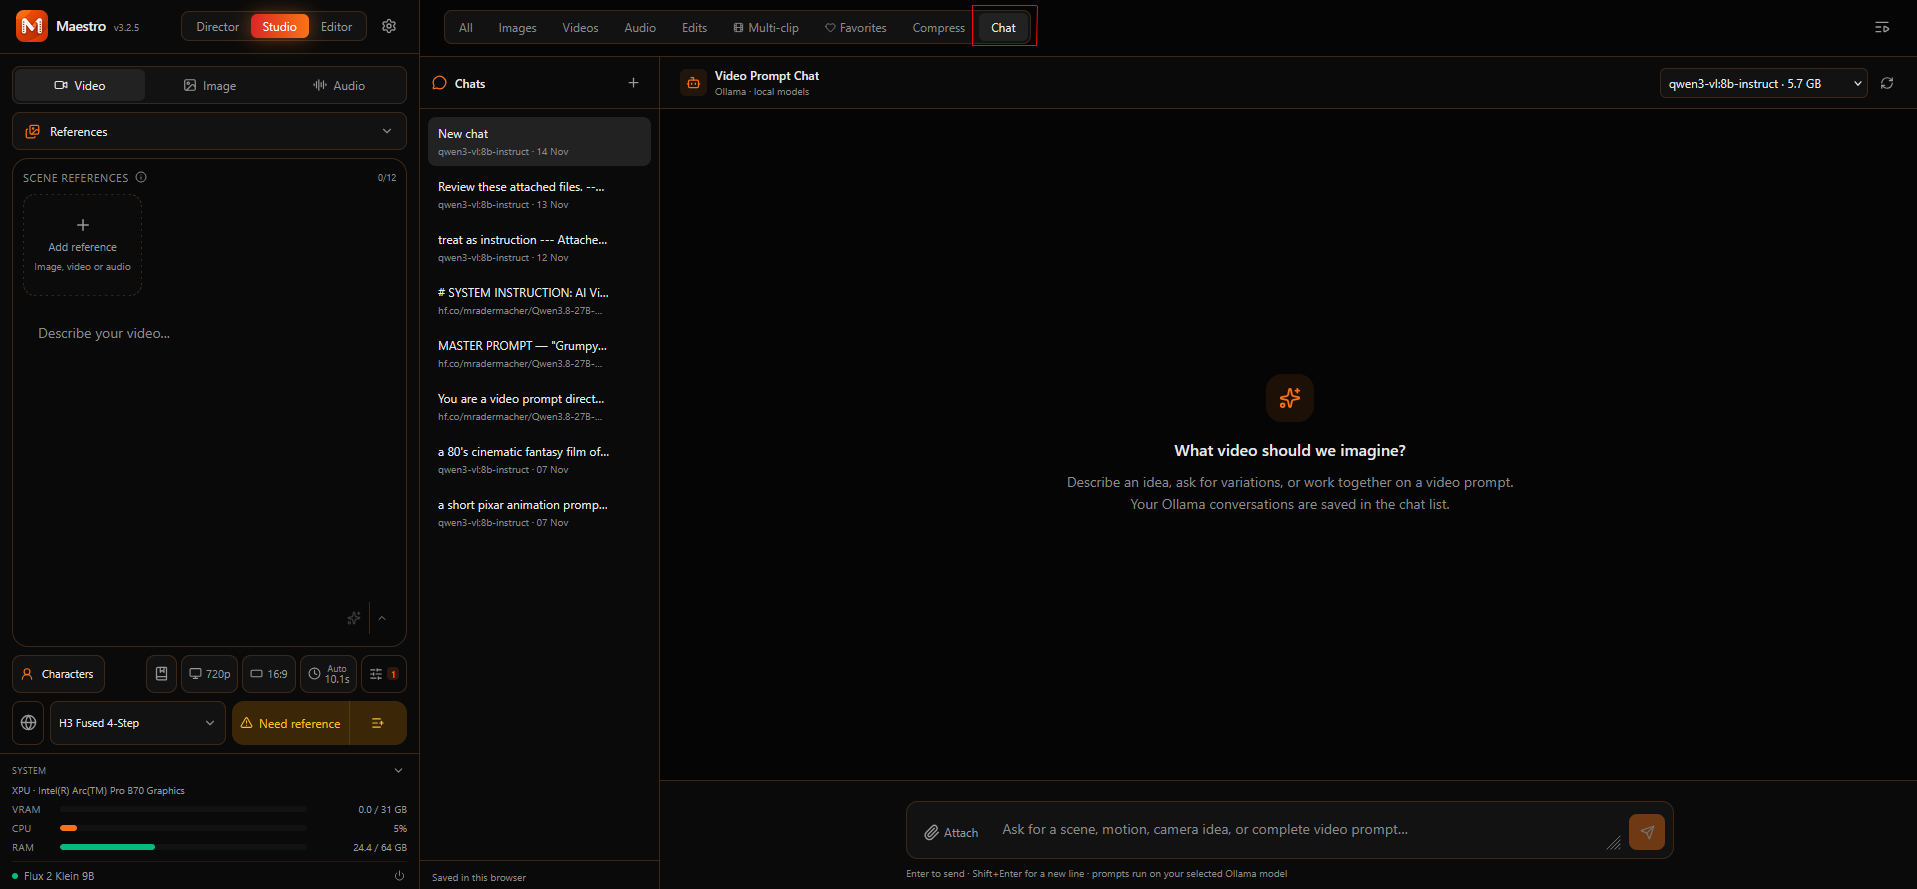 Maestro v3.2.5
Director Studio Editor
Video Image Audio
References
SCENE REFERENCES 0/12
Add reference
Image, video or audio
Describe your video...
Characters
720p
16:9
Auto
10.1s
1
H3 Fused 4-Step
Need reference
SYSTEM
XPU · Intel(R) Arc(TM) Pro B70 Graphics
VRAM 0.0 / 31 GB
CPU 5%
RAM 24.4 / 64 GB
Flux 2 Klein 9B
All Images Videos Audio Edits Multi-clip Favorites Compress Chat
Chats
New chat
qwen3-vl:8b-instruct · 14 Nov
Review these attached files. --...
qwen3-vl:8b-instruct · 13 Nov
treat as instruction --- Attache...
qwen3-vl:8b-instruct · 12 Nov
# SYSTEM INSTRUCTION: AI Vi...
hf.co/mradermacher/Qwen3.8-27B-...
MASTER PROMPT — "Grumpy...
hf.co/mradermacher/Qwen3.8-27B-...
You are a video prompt direct...
hf.co/mradermacher/Qwen3.8-27B-...
a 80's cinematic fantasy film of...
qwen3-vl:8b-instruct · 07 Nov
a short pixar animation promp...
qwen3-vl:8b-instruct · 07 Nov
Saved in this browser
Video Prompt Chat
Ollama · local models
qwen3-vl:8b-instruct · 5.7 GB
What video should we imagine?
Describe an idea, ask for variations, or work together on a video prompt.
Your Ollama conversations are saved in the chat list.
Attach
Ask for a scene, motion, camera idea, or complete video prompt...
Enter to send · Shift+Enter for a new line · prompts run on your selected Ollama model